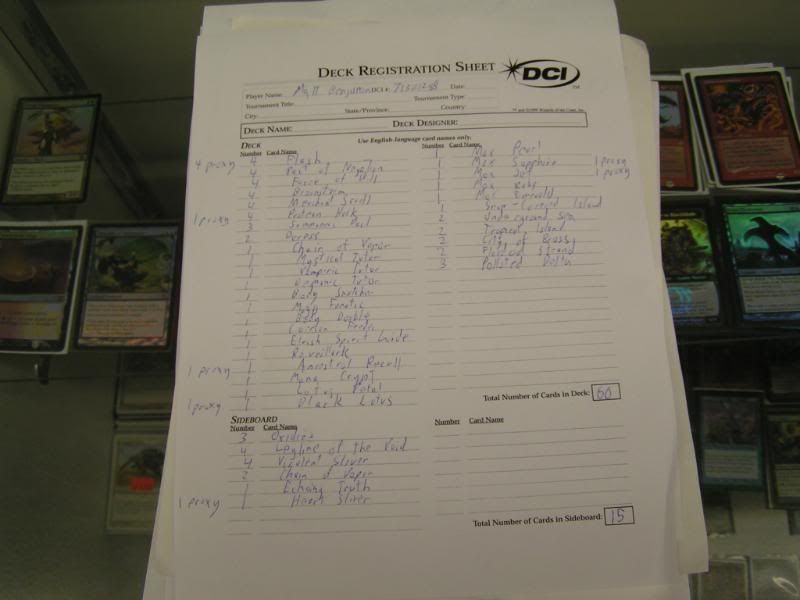 DECK REGISTRATION SHEET
DCI
Player Name: Matt DCI #: Date:
Tournament Title: Tournament Type:
City: State/Province: Country
DECK NAME: DECK DESIGNER:
Use English language card names only.
DECK
Number Card Name
4 proxy 4 Flash
4 Pact of Negation
4 Force of Will
4 Brainstorm
4 Merchant Scroll
1 proxy 4 Protean Hulk
3 Summoners Pact
2 Duress
1 Chain of Vapor
1 Mystical Tutor
1 Vampiric Tutor
1 Demonic Tutor
1 Body Snatcher
1 Mogg Fanatic
1 Body Double
1 Carrion Feeder
1 Elvish Spirit Guide
1 Reveillark
1 Ancestral Recall
1 proxy 1 Mana Crypt
1 Lotus Petal
1 proxy 1 Black Lotus
Number Card Name
1 Mox Pearl
1 Mox Sapphire 1 proxy
1 Mox Jet 1 proxy
1 Mox Ruby
1 Mox Emerald
1 Snow-Covered Island
2 Underground Sea
2 Tropical Island
2 City of Brass
2 Flooded Strand
3 Polluted Delta
Total Number of Cards in Deck: 60
SIDEBOARD
Number Card Name
3 Oxidize
4 Leyline of the Void
4 Virulent Sliver
2 Chain of Vapor
1 Echoing Truth
1 proxy 1 Heart Sliver
Number Card Name
Total Number of Cards in Sideboard: 15